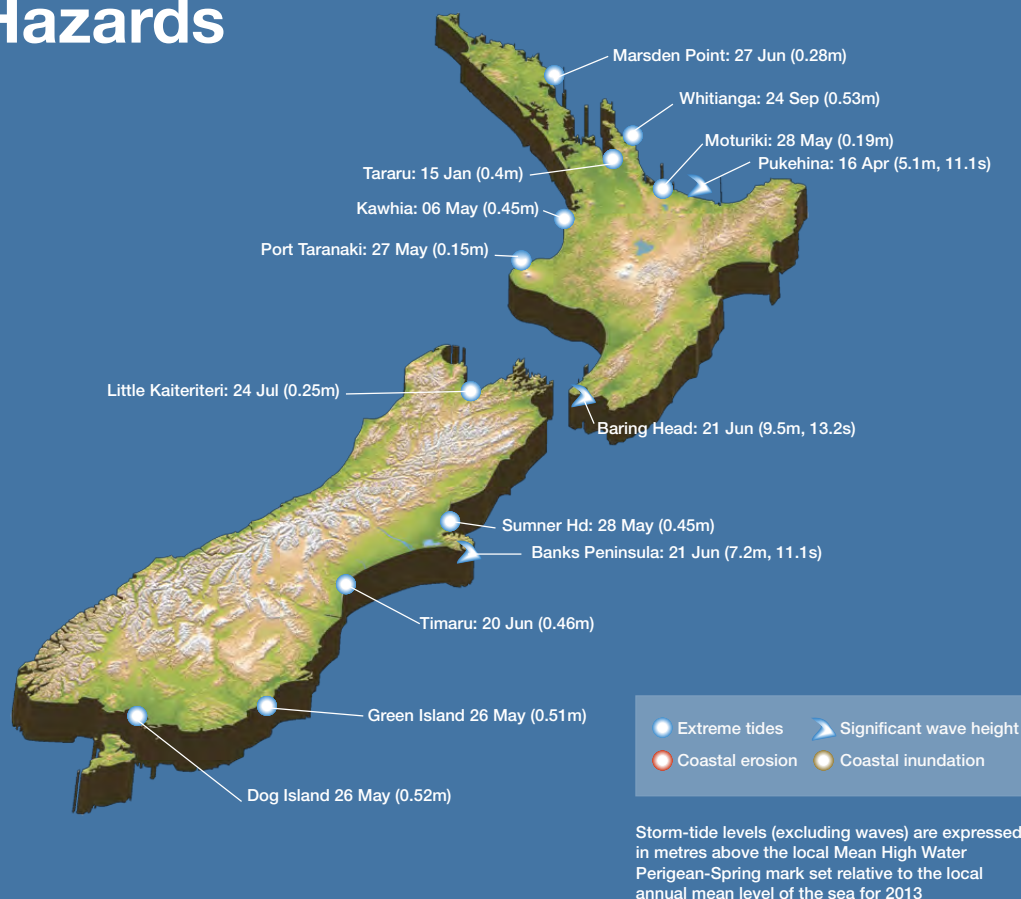 Hazards
Marsden Point: 27 Jun (0.28m)
Whitianga: 24 Sep (0.53m)
Moturiki: 28 May (0.19m)
Pukehina: 16 Apr (5.1m, 11.1s)
Tararu: 15 Jan (0.4m)
Kawhia: 06 May (0.45m)
Port Taranaki: 27 May (0.15m)
Little Kaiteriteri: 24 Jul (0.25m)
Baring Head: 21 Jun (9.5m, 13.2s)
Sumner Hd: 28 May (0.45m)
Banks Peninsula: 21 Jun (7.2m, 11.1s)
Timaru: 20 Jun (0.46m)
Green Island 26 May (0.51m)
Dog Island 26 May (0.52m)
Extreme tides
Significant wave height
Coastal erosion
Coastal inundation
Storm-tide levels (excluding waves) are expressed
in metres above the local Mean High Water
Perigean-Spring mark set relative to the local
annual mean level of the sea for 2013